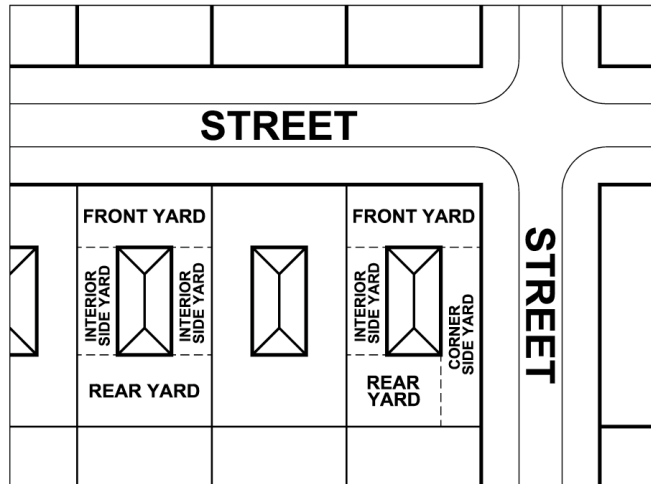 STREET
FRONT YARD
FRONT YARD
INTERIOR
SIDE YARD
INTERIOR
SIDE YARD
INTERIOR
SIDE YARD
CORNER
SIDE YARD
STREET
REAR YARD
REAR
YARD